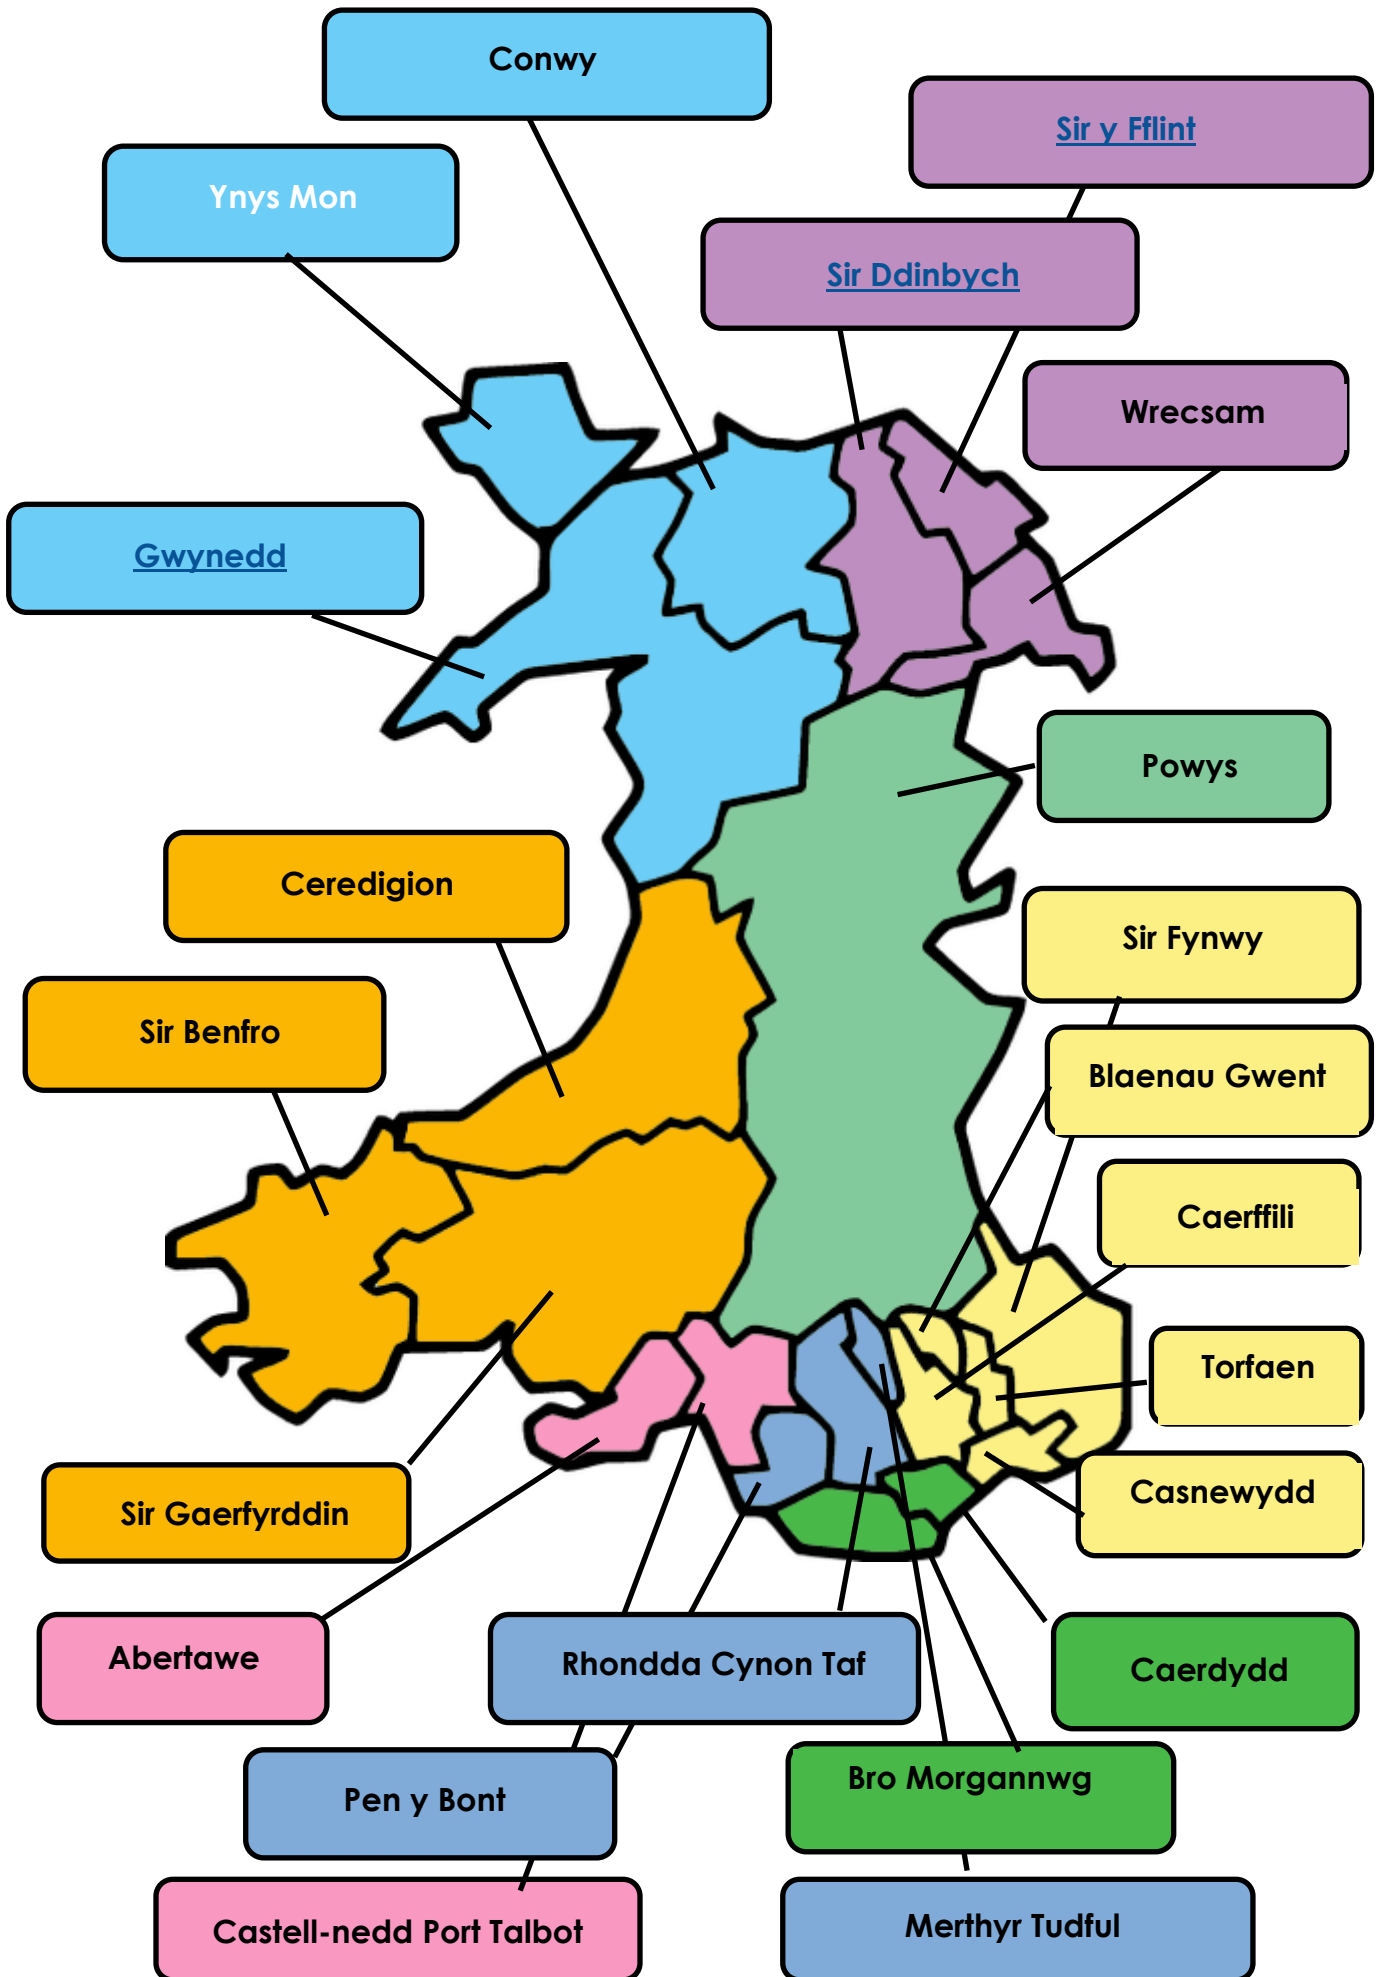 Conwy
Sir y Fflint
Ynys Mon
Sir Ddinbych
Wrecsam
Gwynedd
Powys
Ceredigion
Sir Fynwy
Sir Benfro
Blaenau Gwent
Caerffili
Torfaen
Casnewydd
Sir Gaerfyrddin
Abertawe
Rhondda Cynon Taf
Caerdydd
Bro Morgannwg
Pen y Bont
Merthyr Tudful
Castell-nedd Port Talbot